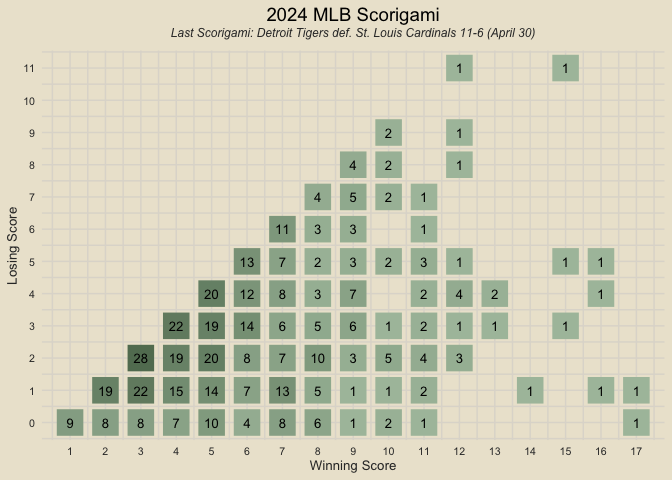 2024 MLB Scorigami
Last Scorigami: Detroit Tigers def. St. Louis Cardinals 11-6 (April 30)
Losing Score
11 1 1
10
9 2 1
8 4 2 1
7 4 5 2 1
6 11 3 3 1
5 13 7 2 3 2 3 1 1 1
4 20 12 8 3 7 2 4 2 1
3 22 19 14 6 5 6 1 2 1 1 1
2 28 19 20 8 7 10 3 5 4 3
1 19 22 15 14 7 13 5 1 1 2 1 1 1
0 9 8 8 7 10 4 8 6 1 2 1 1
1 2 3 4 5 6 7 8 9 10 11 12 13 14 15 16 17
Winning Score